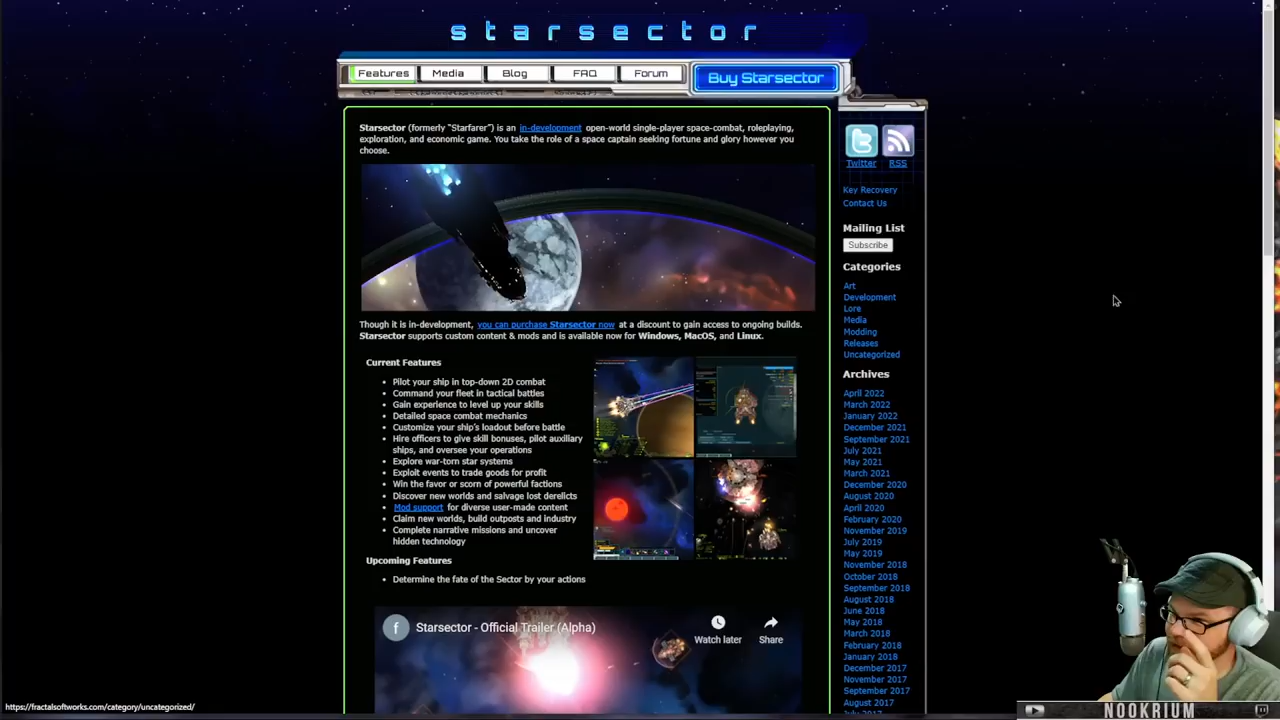 starsector
Features Media Blog FAQ Forum Buy Starsector
Starsector (formerly "Starfarer") is an in-development open-world single-player space-combat, roleplaying,
exploration, and economic game. You take the role of a space captain seeking fortune and glory however you
choose.
Though it is in-development, you can purchase Starsector now at a discount to gain access to ongoing builds.
Starsector supports custom content & mods and is available now for Windows, MacOS, and Linux.
Current Features
• Pilot your ship in top-down 2D combat
• Command your fleet in tactical battles
• Gain experience to level up your skills
• Detailed space combat mechanics
• Customize your ship's loadout before battle
• Hire officers to give skill bonuses, pilot auxiliary
ships, and oversee your operations
• Explore war-torn star systems
• Exploit events to trade goods for profit
• Win the favor or scorn of powerful factions
• Discover new worlds and salvage lost derelicts
• Mod support for diverse user-made content
• Claim new worlds, build outposts and industry
• Complete narrative missions and uncover
hidden technology
Upcoming Features
• Determine the fate of the Sector by your actions
f Starsector - Official Trailer (Alpha)
Watch later Share
Twitter RSS
Key Recovery
Contact Us
Mailing List
Subscribe
Categories
Art
Development
Lore
Media
Modding
Releases
Uncategorized
Archives
April 2022
March 2022
January 2022
December 2021
September 2021
July 2021
May 2021
March 2021
December 2020
August 2020
April 2020
February 2020
November 2019
July 2019
May 2019
November 2018
October 2018
September 2018
August 2018
June 2018
May 2018
March 2018
February 2018
January 2018
December 2017
November 2017
September 2017
August 2017
July 2017
https://fractalsoftworks.com/category/uncategorized/
NOOKRIUM